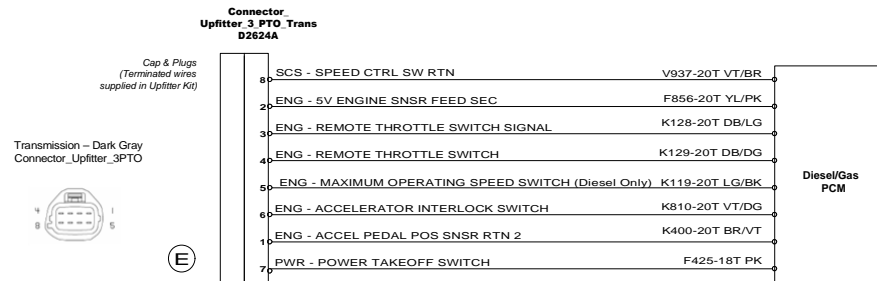 Connector_
Upfitter_3_PTO_Trans
D2624A
Cap & Plugs
(Terminated wires
supplied in Upfitter Kit)
8 SCS - SPEED CTRL SW RTN V937-20T VT/BR
2 ENG - 5V ENGINE SNSR FEED SEC F856-20T YL/PK
3 ENG - REMOTE THROTTLE SWITCH SIGNAL K128-20T DB/LG
Transmission – Dark Gray
Connector_Upfitter_3PTO
4 ENG - REMOTE THROTTLE SWITCH K129-20T DB/DG
Diesel/Gas
PCM
5 ENG - MAXIMUM OPERATING SPEED SWITCH (Diesel Only) K119-20T LG/BK
4 1
8 5
6 ENG - ACCELERATOR INTERLOCK SWITCH K810-20T VT/DG
1 ENG - ACCEL PEDAL POS SNSR RTN 2 K400-20T BR/VT
E
7 PWR - POWER TAKEOFF SWITCH F425-18T PK